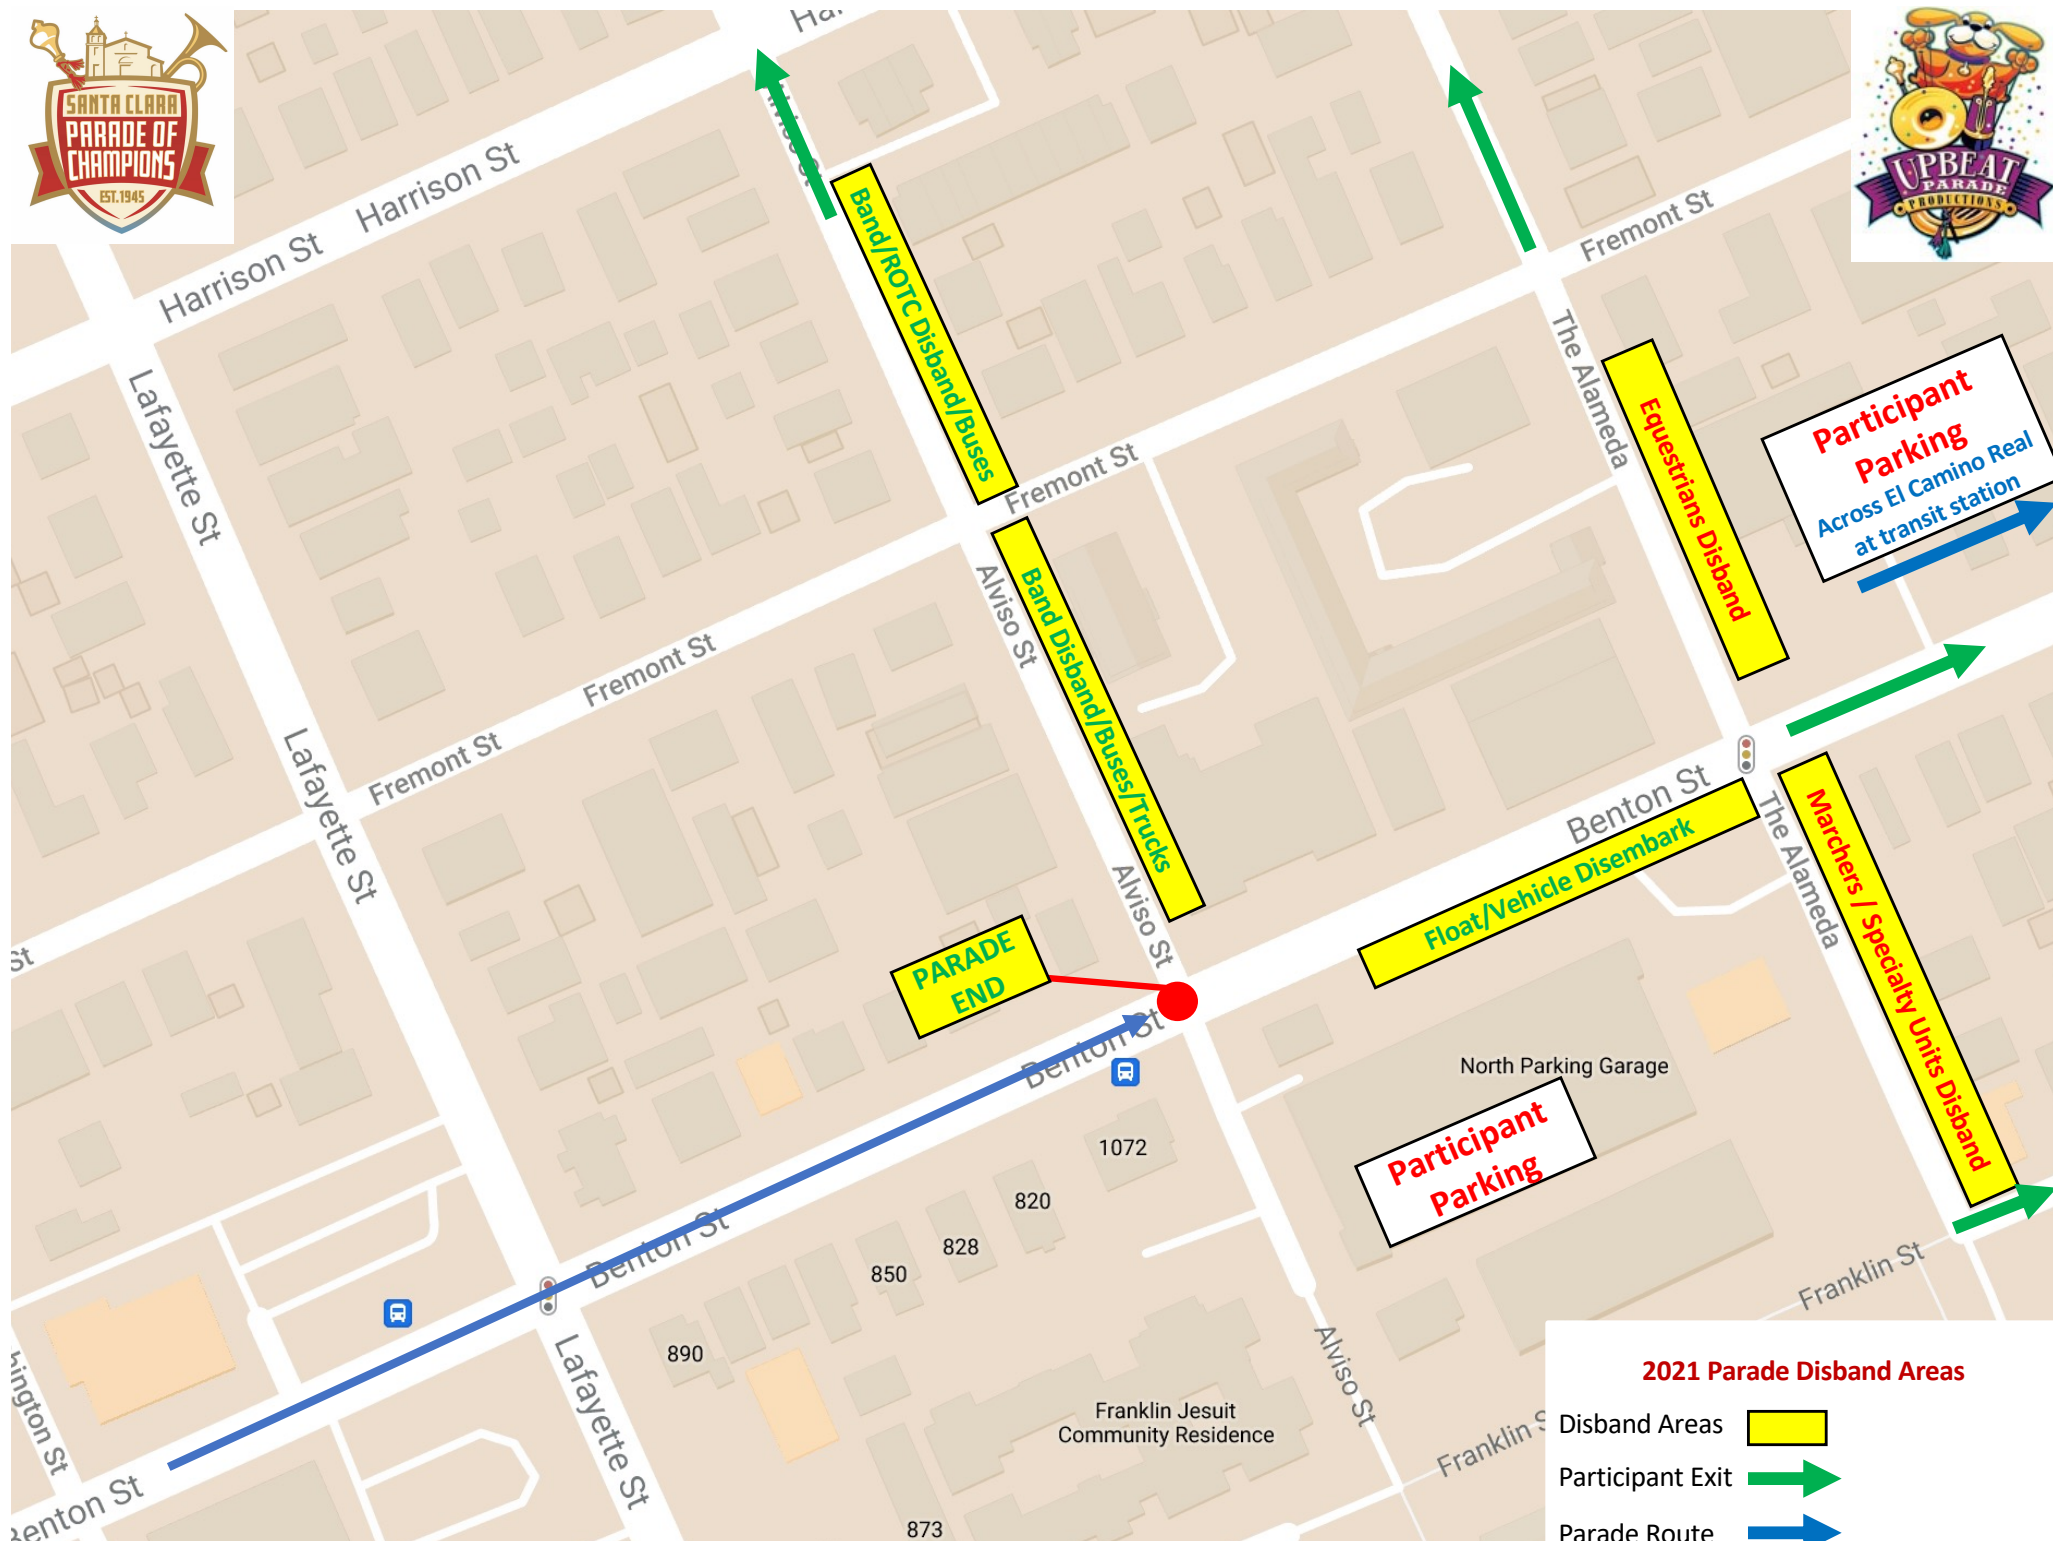 SANTA CLARA
PARADE OF
CHAMPIONS
EST.1945
UPBEAT
PARADE
PRODUCTIONS
Harrison St
Harrison St
Alviso St
Fremont St
Band/ROTC Disband/Buses
The Alameda
Equestrians Disband
Participant
Parking
Across El Camino Real
at transit station
Lafayette St
Fremont St
Alviso St
Band Disband/Buses/Trucks
Fremont St
Fremont St
Lafayette St
Benton St
Float/Vehicle Disembark
The Alameda
Marchers / Specialty Units Disband
Alviso St
St
PARADE
END
Benton St
North Parking Garage
Participant
Parking
1072
820
828
850
890
Benton St
Franklin St
Lafayette St
Alviso St
Franklin Jesuit
Community Residence
873
Benton St
2021 Parade Disband Areas
Disband Areas
Participant Exit
Parade Route